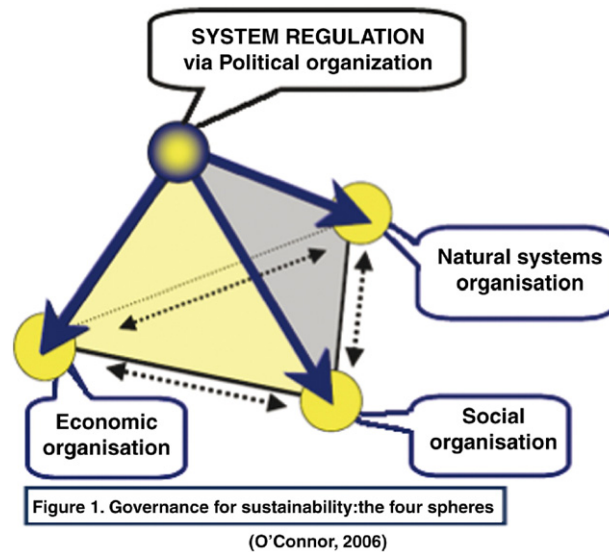 SYSTEM REGULATION
via Political organization
Natural systems
organisation
Economic
organisation
Social
organisation
Figure 1. Governance for sustainability:the four spheres
(O'Connor, 2006)